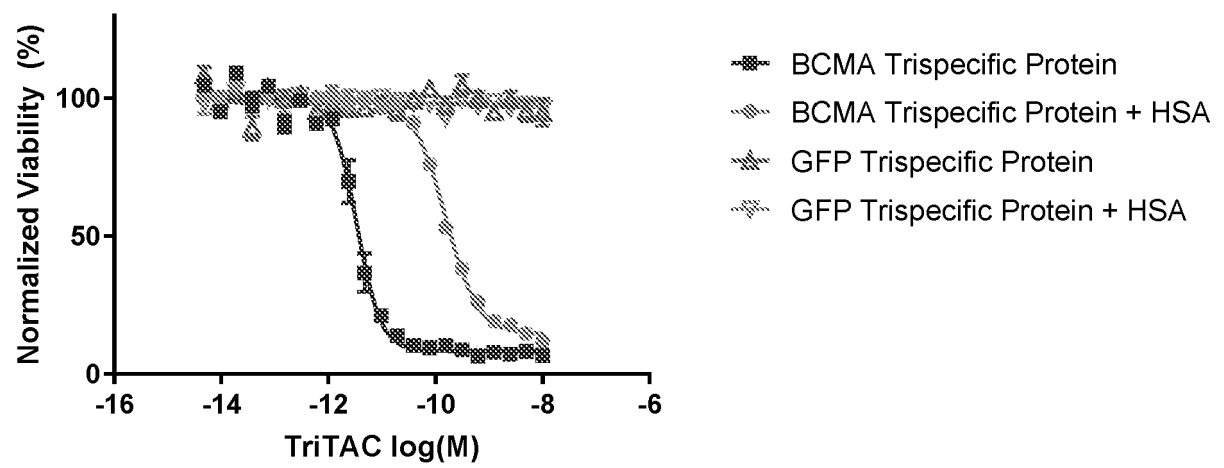 Normalized Viability (%)
100
50
0
-16
-14
-12
-10
-8
-6
TriTAC log(M)
BCMA Trispecific Protein
BCMA Trispecific Protein + HSA
GFP Trispecific Protein
GFP Trispecific Protein + HSA